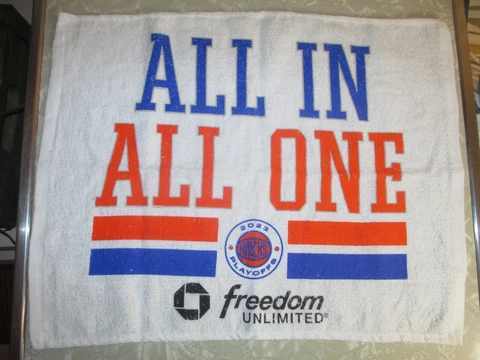 ALL IN
ALL ONE
2023
KNICKS
PLAYOFFS
freedom
UNLIMITED®